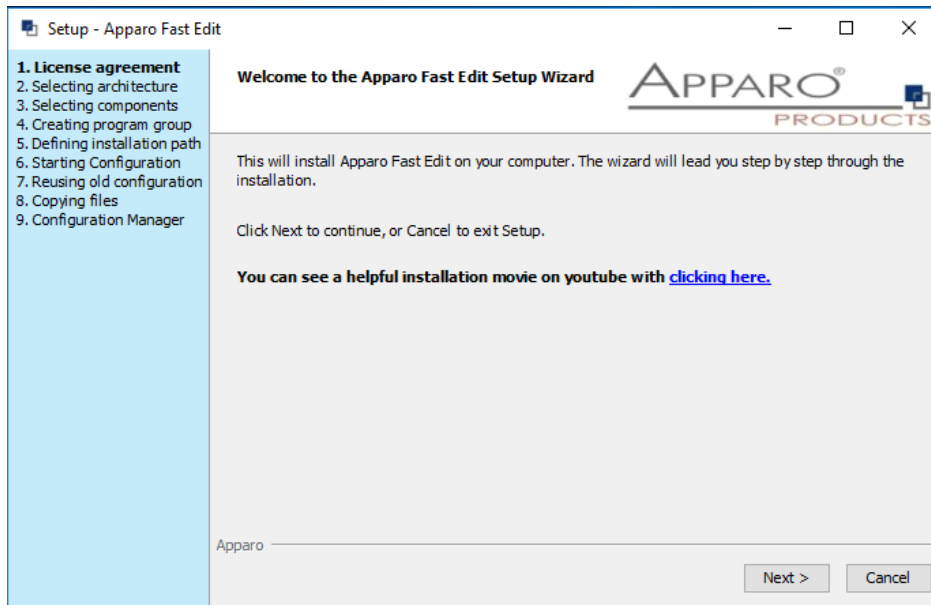 Setup - Apparo Fast Edit
1. License agreement
2. Selecting architecture
3. Selecting components
4. Creating program group
5. Defining installation path
6. Starting Configuration
7. Reusing old configuration
8. Copying files
9. Configuration Manager
Welcome to the Apparo Fast Edit Setup Wizard
APPARO®
PRODUCTS
This will install Apparo Fast Edit on your computer. The wizard will lead you step by step through the
installation.
Click Next to continue, or Cancel to exit Setup.
You can see a helpful installation movie on youtube with clicking here.
Apparo
Next >
Cancel